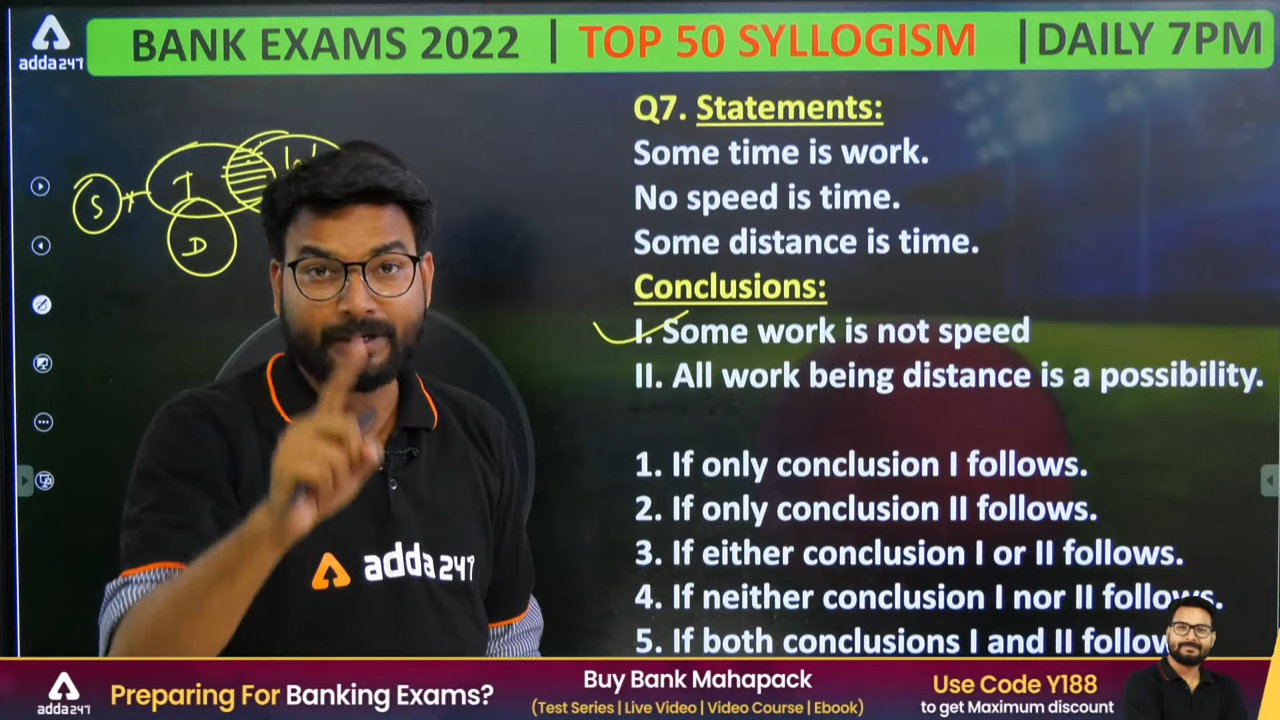 adda247
BANK EXAMS 2022 | TOP 50 SYLLOGISM | DAILY 7PM
Q7. Statements:
Some time is work.
No speed is time.
Some distance is time.
Conclusions:
I. Some work is not speed
II. All work being distance is a possibility.
1. If only conclusion I follows.
2. If only conclusion II follows.
3. If either conclusion I or II follows.
4. If neither conclusion I nor II follows.
5. If both conclusions I and II follow
S
T
D
adda247
adda247
Preparing For Banking Exams?
Buy Bank Mahapack
(Test Series | Live Video | Video Course | Ebook)
Use Code Y188
to get Maximum discount